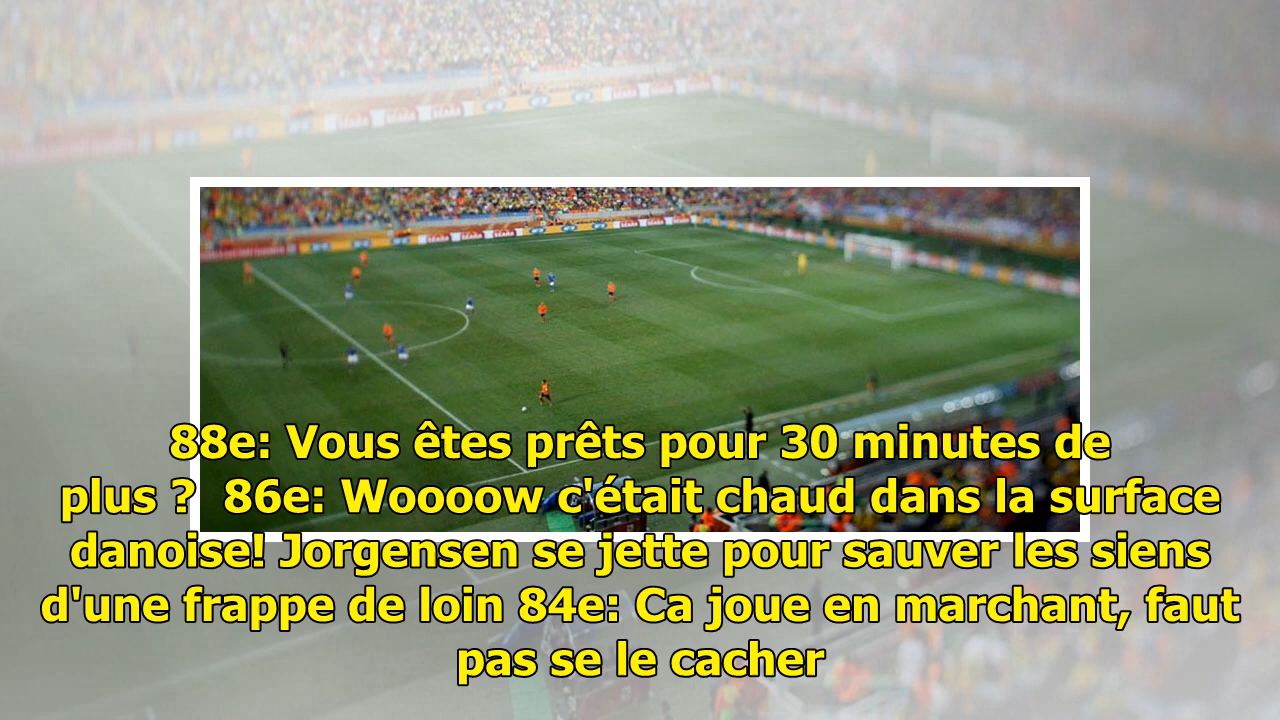 88e: Vous êtes prêts pour 30 minutes de
plus ?  86e: Woooow c'était chaud dans la surface
danoise! Jorgensen se jette pour sauver les siens
d'une frappe de loin 84e: Ca joue en marchant, faut
pas se le cacher